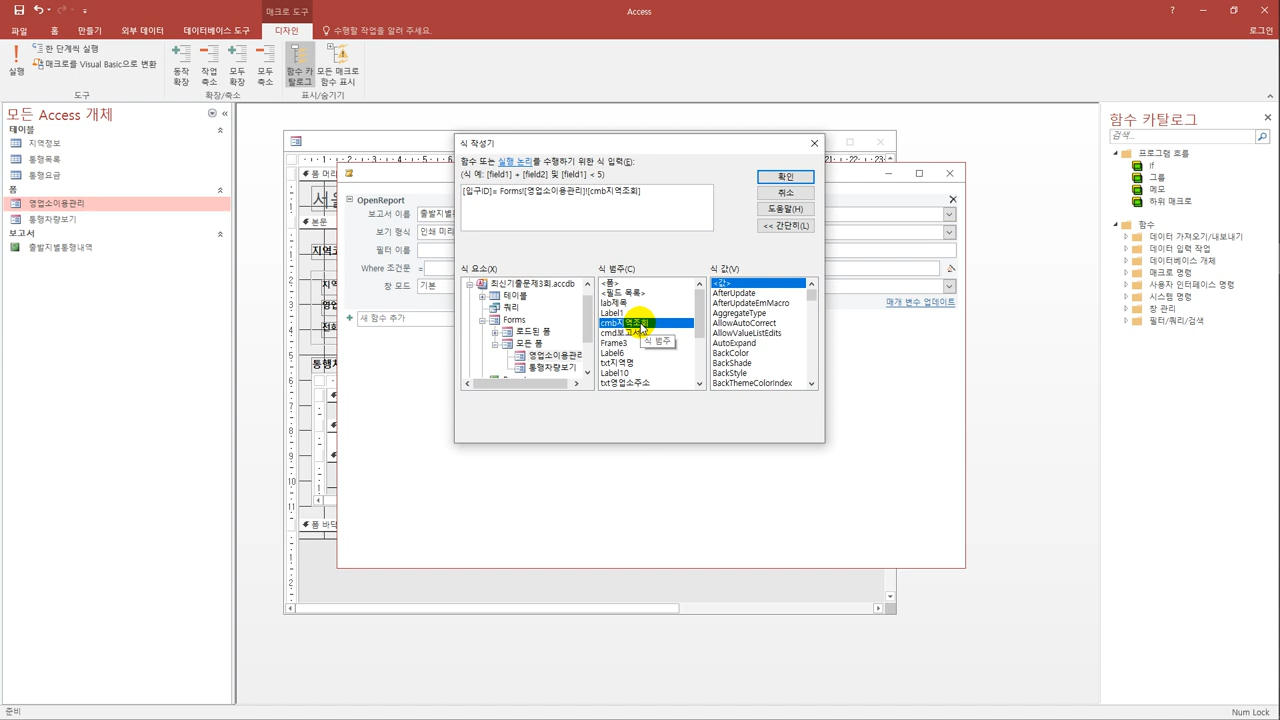 매크로 도구
Access
?
파일
홈
만들기
외부 데이터
데이터베이스 도구
디자인
수행할 작업을 알려 주세요.
로그인
실행
한 단계씩 실행
매크로를 Visual Basic으로 변환
도구
동작 확장
작업 축소
모두 확장
모두 축소
확장/축소
함수 카탈로그
모든 매크로 함수 표시
표시/숨기기
모든 Access 개체
테이블
지역정보
통행목록
통행요금
폼
영업소이용관리
통행차량보기
보고서
출발지별통행내역
폼 머리
본문
OpenReport
보고서 이름
출발지별
보기 형식
인쇄 미리
필터 이름
Where 조건문
=
창 모드
기본
새 함수 추가
매개 변수 업데이트
식 작성기
함수 또는 실행 논리를 수행하기 위한 식 입력(E):
(식 예: [field1] + [field2] 및 [field1] < 5)
[입구ID]= Forms![영업소이용관리]![cmb지역조회]
확인
취소
도움말(H)
<< 간단히(L)
식 요소(X)
최신기출문제3회.accdb
테이블
쿼리
Forms
로드된 폼
모든 폼
영업소이용관리
통행차량보기
식 범주(C)
<폼>
<필드 목록>
lab제목
Label1
cmb지역조회
cmd보고서
Frame3
Label6
txt지역명
Label10
txt영업소주소
식 범주
식 값(V)
<값>
AfterUpdate
AfterUpdateEmMacro
AggregateType
AllowAutoCorrect
AllowValueListEdits
AutoExpand
BackColor
BackShade
BackStyle
BackThemeColorIndex
폼 바닥
함수 카탈로그
검색...
프로그램 흐름
If
그룹
메모
하위 매크로
함수
데이터 가져오기/내보내기
데이터 입력 작업
데이터베이스 개체
매크로 명령
사용자 인터페이스 명령
시스템 명령
창 관리
필터/쿼리/검색
준비
Num Lock